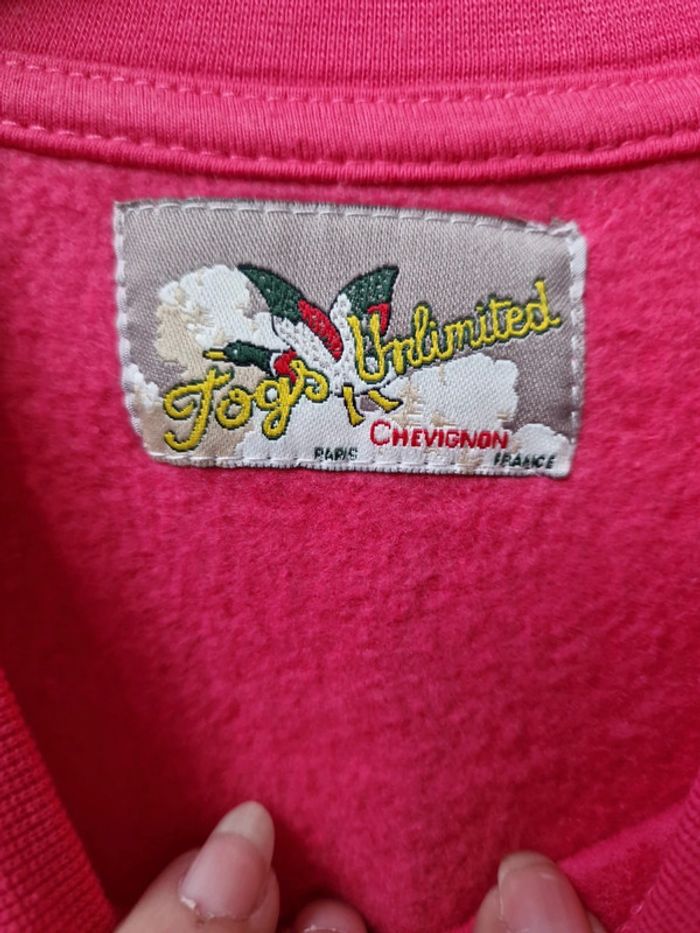 Togs Unlimited
CHEVIGNON
PARIS FRANCE